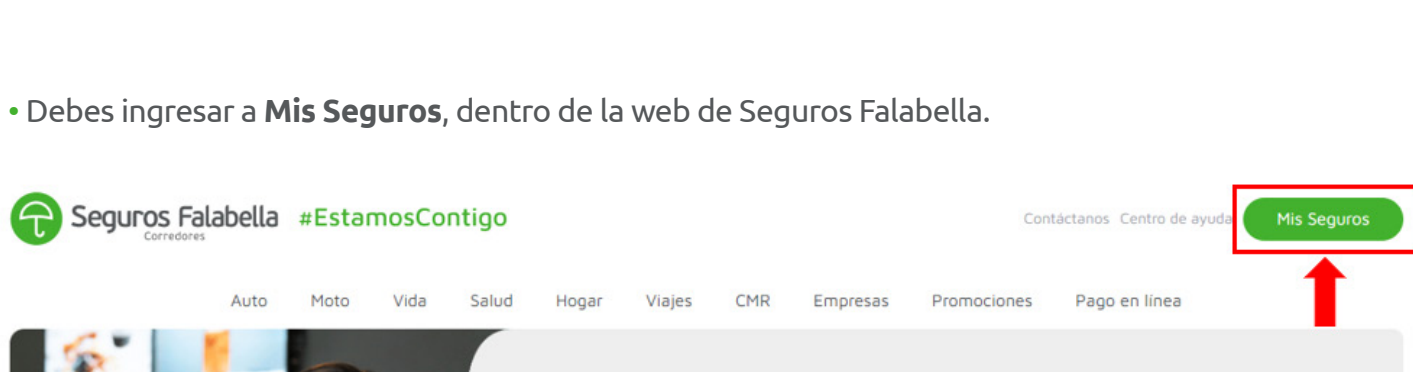 • Debes ingresar a Mis Seguros, dentro de la web de Seguros Falabella.
Seguros Falabella #EstamosContigo
Corredores
Contáctanos Centro de ayuda Mis Seguros
Auto Moto Vida Salud Hogar Viajes CMR Empresas Promociones Pago en línea